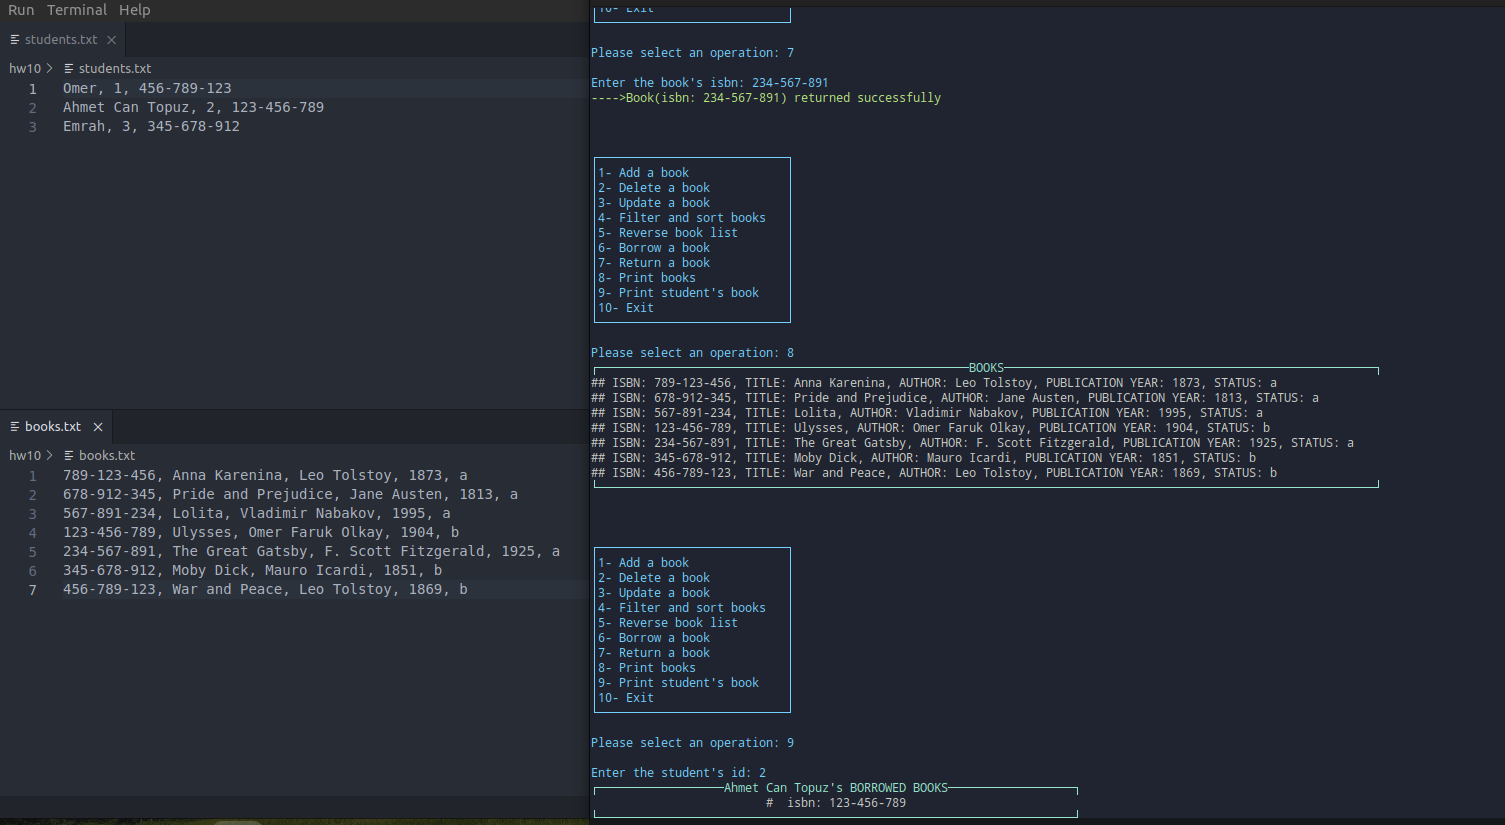 Run Terminal Help
students.txt
hw10 > students.txt
1 Omer, 1, 456-789-123
2 Ahmet Can Topuz, 2, 123-456-789
3 Emrah, 3, 345-678-912
books.txt
hw10 > books.txt
1 789-123-456, Anna Karenina, Leo Tolstoy, 1873, a
2 678-912-345, Pride and Prejudice, Jane Austen, 1813, a
3 567-891-234, Lolita, Vladimir Nabakov, 1995, a
4 123-456-789, Ulysses, Omer Faruk Olkay, 1904, b
5 234-567-891, The Great Gatsby, F. Scott Fitzgerald, 1925, a
6 345-678-912, Moby Dick, Mauro Icardi, 1851, b
7 456-789-123, War and Peace, Leo Tolstoy, 1869, b
10- Exit
Please select an operation: 7
Enter the book's isbn: 234-567-891
---->Book(isbn: 234-567-891) returned successfully
1- Add a book
2- Delete a book
3- Update a book
4- Filter and sort books
5- Reverse book list
6- Borrow a book
7- Return a book
8- Print books
9- Print student's book
10- Exit
Please select an operation: 8
BOOKS
## ISBN: 789-123-456, TITLE: Anna Karenina, AUTHOR: Leo Tolstoy, PUBLICATION YEAR: 1873, STATUS: a
## ISBN: 678-912-345, TITLE: Pride and Prejudice, AUTHOR: Jane Austen, PUBLICATION YEAR: 1813, STATUS: a
## ISBN: 567-891-234, TITLE: Lolita, AUTHOR: Vladimir Nabakov, PUBLICATION YEAR: 1995, STATUS: a
## ISBN: 123-456-789, TITLE: Ulysses, AUTHOR: Omer Faruk Olkay, PUBLICATION YEAR: 1904, STATUS: b
## ISBN: 234-567-891, TITLE: The Great Gatsby, AUTHOR: F. Scott Fitzgerald, PUBLICATION YEAR: 1925, STATUS: a
## ISBN: 345-678-912, TITLE: Moby Dick, AUTHOR: Mauro Icardi, PUBLICATION YEAR: 1851, STATUS: b
## ISBN: 456-789-123, TITLE: War and Peace, AUTHOR: Leo Tolstoy, PUBLICATION YEAR: 1869, STATUS: b
1- Add a book
2- Delete a book
3- Update a book
4- Filter and sort books
5- Reverse book list
6- Borrow a book
7- Return a book
8- Print books
9- Print student's book
10- Exit
Please select an operation: 9
Enter the student's id: 2
Ahmet Can Topuz's BORROWED BOOKS
# isbn: 123-456-789